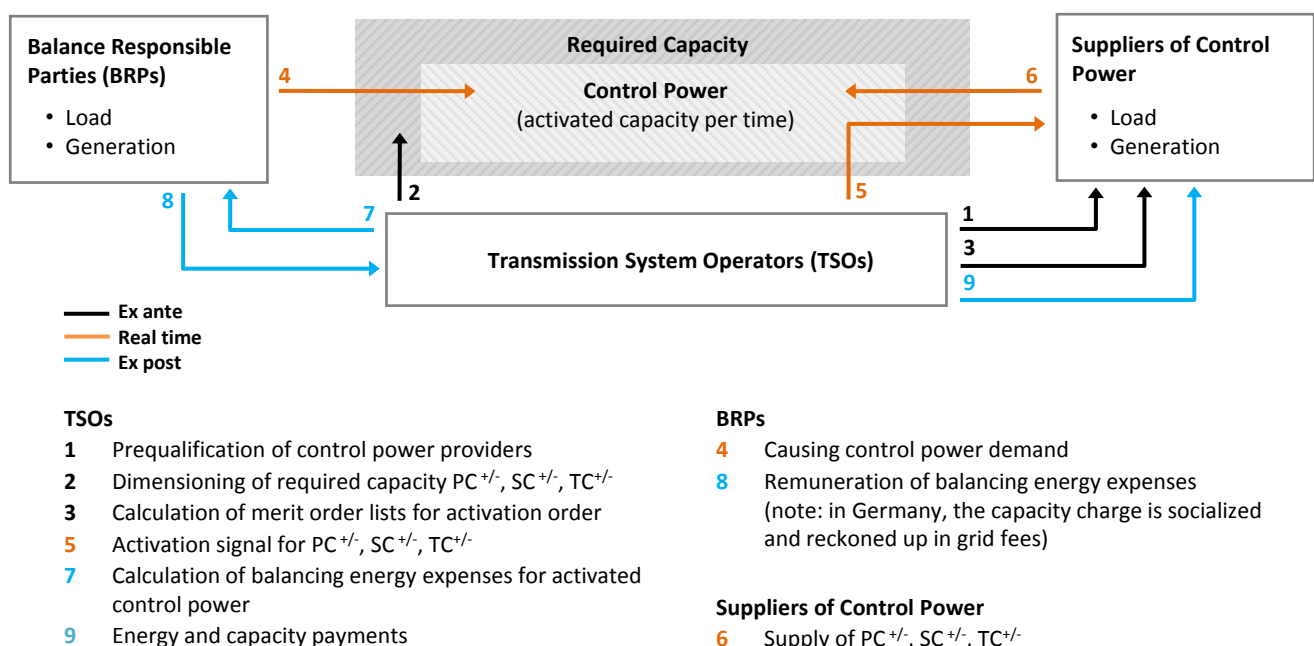 Balance Responsible
Parties (BRPs)
• Load
• Generation
Required Capacity
Control Power
(activated capacity per time)
Suppliers of Control
Power
• Load
• Generation
4
6
2
5
8
7
1
3
9
Transmission System Operators (TSOs)
Ex ante
Real time
Ex post
TSOs
1 Prequalification of control power providers
2 Dimensioning of required capacity PC +/-, SC +/-, TC+/-
3 Calculation of merit order lists for activation order
5 Activation signal for PC +/-, SC +/-, TC+/-
7 Calculation of balancing energy expenses for activated
control power
9 Energy and capacity payments
BRPs
4 Causing control power demand
8 Remuneration of balancing energy expenses
(note: in Germany, the capacity charge is socialized
and reckoned up in grid fees)
Suppliers of Control Power
6 Supply of PC +/-, SC +/-, TC+/-